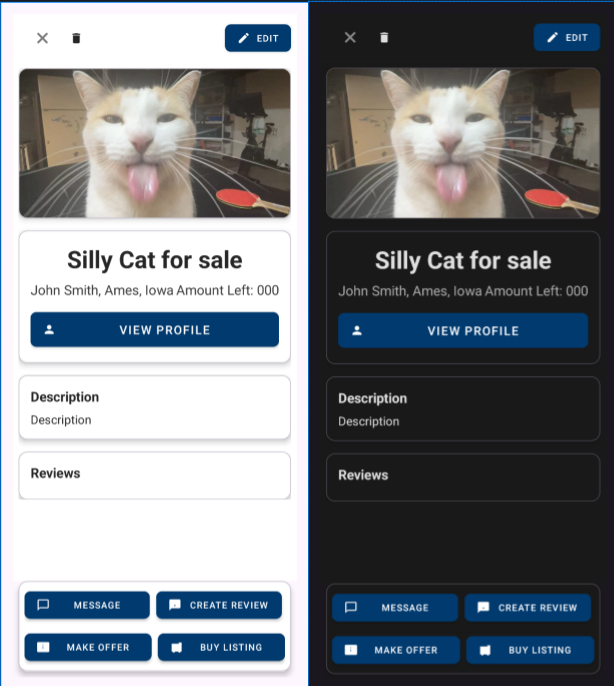 EDIT
Silly Cat for sale
John Smith, Ames, Iowa Amount Left: 000
VIEW PROFILE
Description
Description
Reviews
MESSAGE CREATE REVIEW
MAKE OFFER BUY LISTING
EDIT
Silly Cat for sale
John Smith, Ames, Iowa Amount Left: 000
VIEW PROFILE
Description
Description
Reviews
MESSAGE CREATE REVIEW
MAKE OFFER BUY LISTING